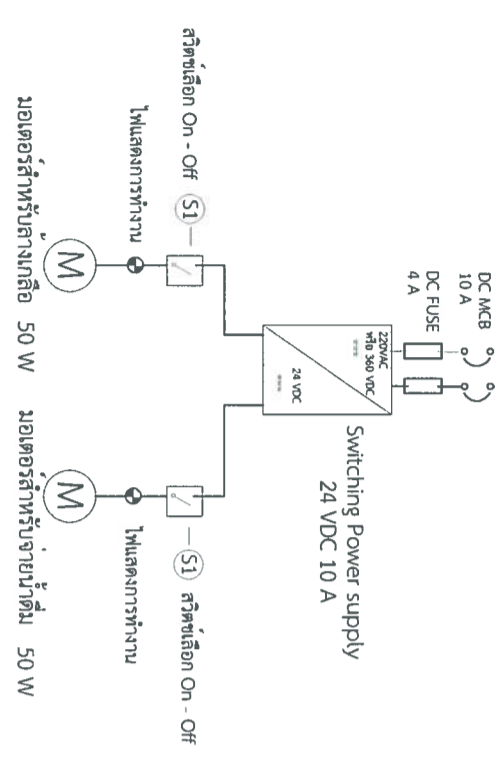 DC MCB
10 A
DC FUSE
4 A
220VAC
หรือ 360 VDC
24 VDC
Switching Power supply
24 VDC 10 A
สวิตช์เลือก On - Off
S1
ไฟแสดงการทำงาน
M
มอเตอร์สำหรับล้างเกลือ 50 W
S1
สวิตช์เลือก On - Off
ไฟแสดงการทำงาน
M
มอเตอร์สำหรับจ่ายน้ำดื่ม 50 W